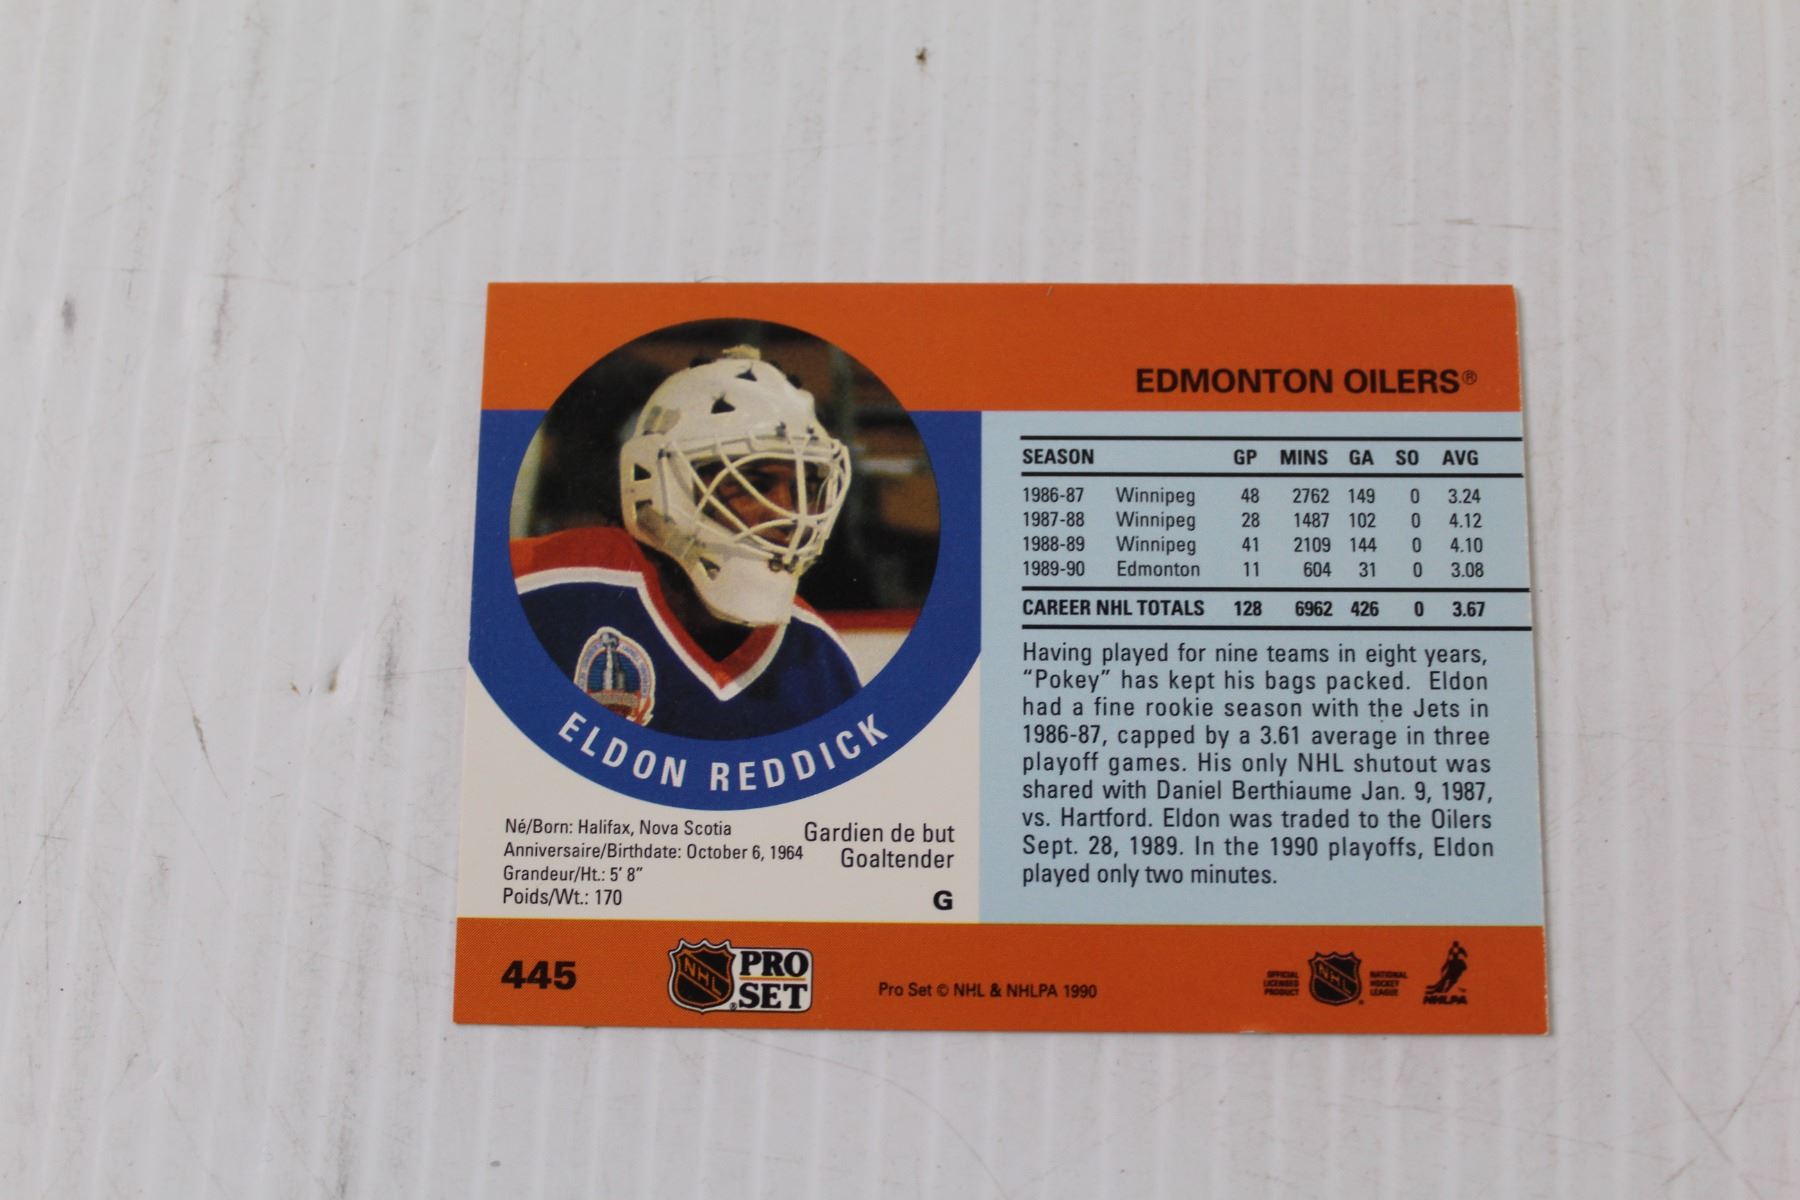 EDMONTON OILERS®
SEASON GP MINS GA SO AVG
1986-87 Winnipeg 48 2762 149 0 3.24
1987-88 Winnipeg 28 1487 102 0 4.12
1988-89 Winnipeg 41 2109 144 0 4.10
1989-90 Edmonton 11 604 31 0 3.08
CAREER NHL TOTALS 128 6962 426 0 3.67
Having played for nine teams in eight years,
“Pokey” has kept his bags packed. Eldon
had a fine rookie season with the Jets in
1986-87, capped by a 3.61 average in three
playoff games. His only NHL shutout was
shared with Daniel Berthiaume Jan. 9, 1987,
vs. Hartford. Eldon was traded to the Oilers
Sept. 28, 1989. In the 1990 playoffs, Eldon
played only two minutes.
ELDON REDDICK
Né/Born: Halifax, Nova Scotia
Anniversaire/Birthdate: October 6, 1964
Grandeur/Ht.: 5' 8”
Poids/Wt.: 170
Gardien de but
Goaltender
G
445
NHL
PRO
SET
Pro Set © NHL & NHLPA 1990
OFFICIAL
LICENSED
PRODUCT
NHL
NATIONAL
HOCKEY
LEAGUE
NHLPA